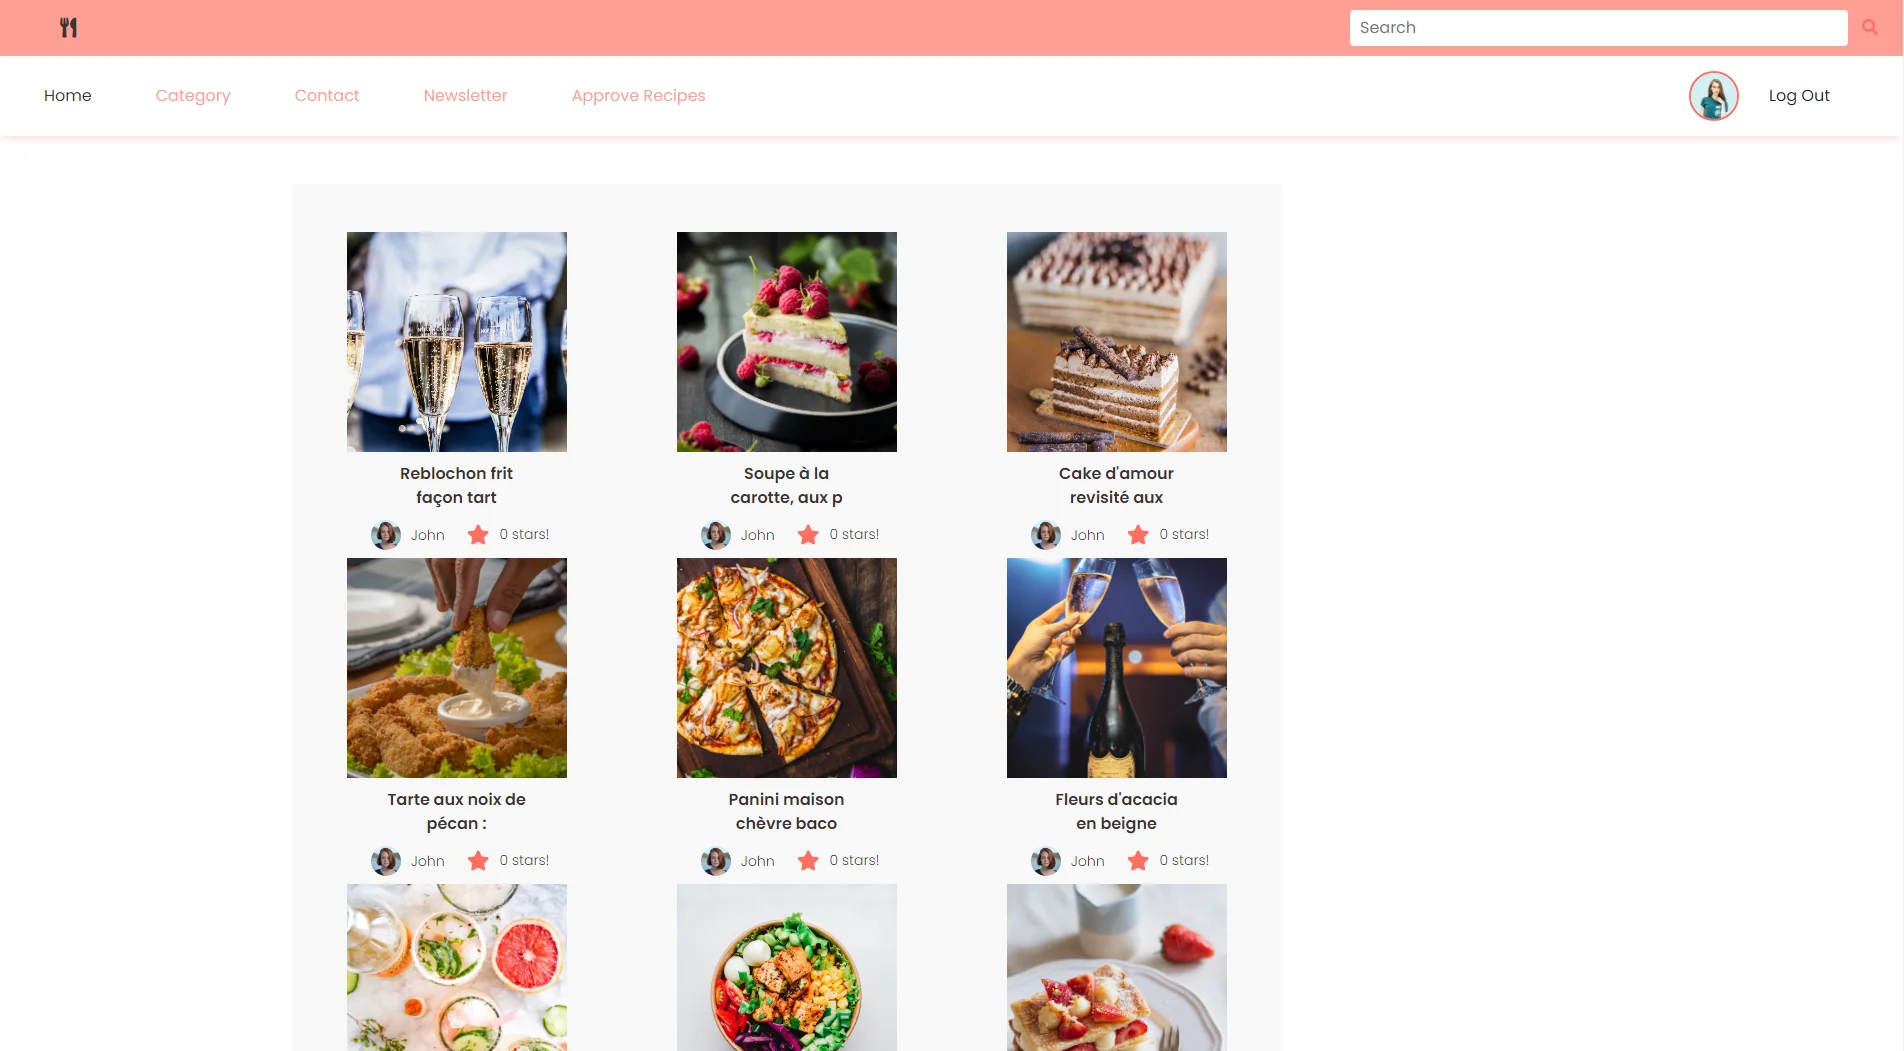 Search
Home
Category
Contact
Newsletter
Approve Recipes
Log Out
Reblochon frit
façon tart
John
0 stars!
Soupe à la
carotte, aux p
John
0 stars!
Cake d'amour
revisité aux
John
0 stars!
Tarte aux noix de
pécan :
John
0 stars!
Panini maison
chèvre baco
John
0 stars!
Fleurs d'acacia
en beigne
John
0 stars!